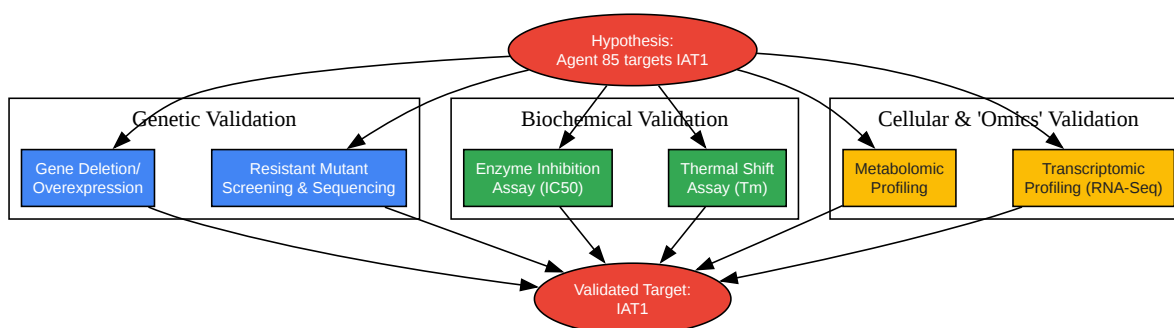 Hypothesis:
Agent 85 targets IAT1
Genetic Validation
Biochemical Validation
Cellular & 'Omics' Validation
Gene Deletion/
Overexpression
Resistant Mutant
Screening & Sequencing
Enzyme Inhibition
Assay (IC50)
Thermal Shift
Assay (Tm)
Metabolomic
Profiling
Transcriptomic
Profiling (RNA-Seq)
Validated Target:
IAT1